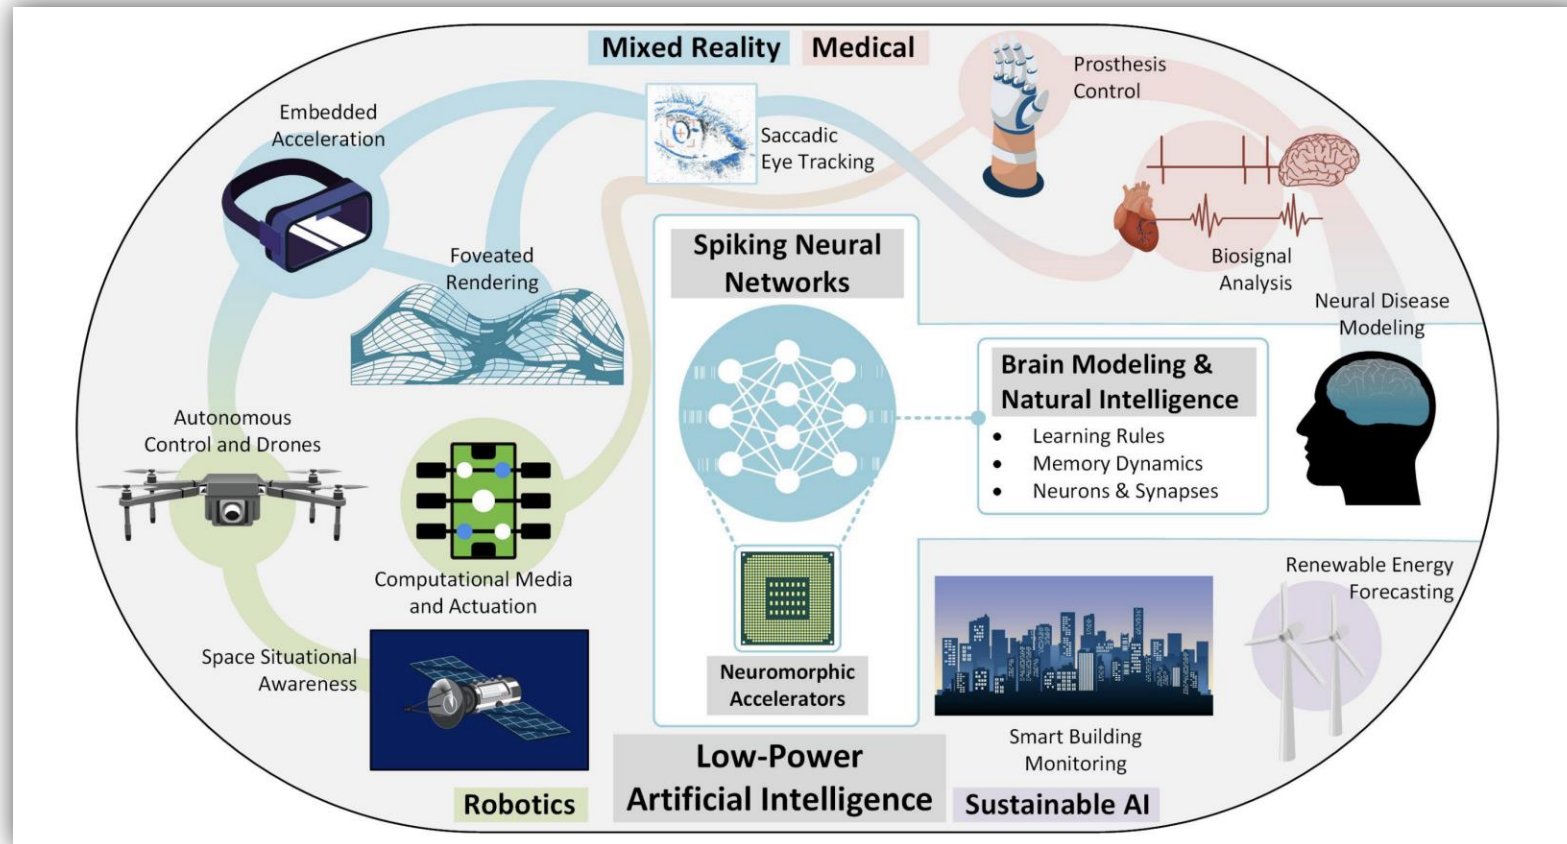 Mixed Reality
Medical
Prosthesis
Control
Embedded
Acceleration
Saccadic
Eye Tracking
Foveated
Rendering
Spiking Neural
Networks
Biosignal
Analysis
Neural Disease
Modeling
Brain Modeling &
Natural Intelligence
• Learning Rules
• Memory Dynamics
• Neurons & Synapses
Autonomous
Control and Drones
Computational Media
and Actuation
Space Situational
Awareness
Neuromorphic
Accelerators
Renewable Energy
Forecasting
Smart Building
Monitoring
Low-Power
Artificial Intelligence
Robotics
Sustainable AI